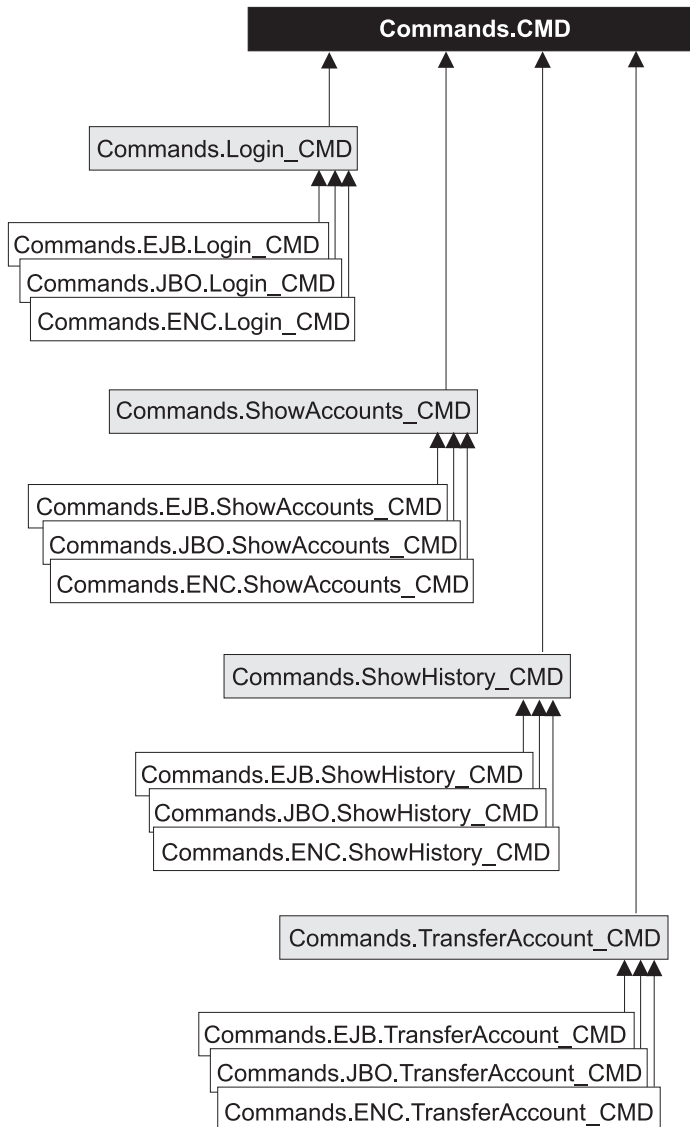 Commands.CMD
Commands.Login_CMD
Commands.EJB.Login_CMD
Commands.JBO.Login_CMD
Commands.ENC.Login_CMD
Commands.ShowAccounts_CMD
Commands.EJB.ShowAccounts_CMD
Commands.JBO.ShowAccounts_CMD
Commands.ENC.ShowAccounts_CMD
Commands.ShowHistory_CMD
Commands.EJB.ShowHistory_CMD
Commands.JBO.ShowHistory_CMD
Commands.ENC.ShowHistory_CMD
Commands.TransferAccount_CMD
Commands.EJB.TransferAccount_CMD
Commands.JBO.TransferAccount_CMD
Commands.ENC.TransferAccount_CMD